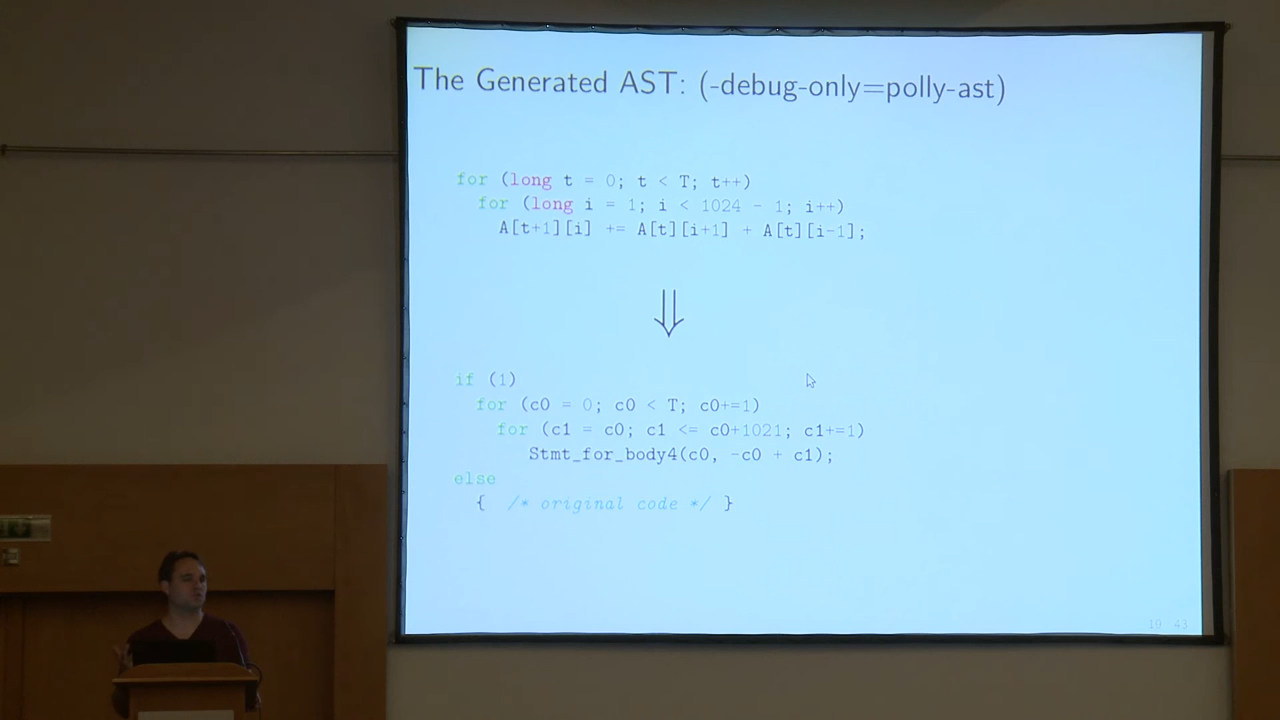 The Generated AST: (-debug-only=polly-ast)
for (long t = 0; t < T; t++)
for (long i = 1; i < 1024 - 1; i++)
A[t+1][i] += A[t][i+1] + A[t][i-1];
⇓
if (1)
for (c0 = 0; c0 < T; c0+=1)
for (c1 = c0; c1 <= c0+1021; c1+=1)
Stmt_for_body4(c0, -c0 + c1);
else
{ /* original code */ }
19 43